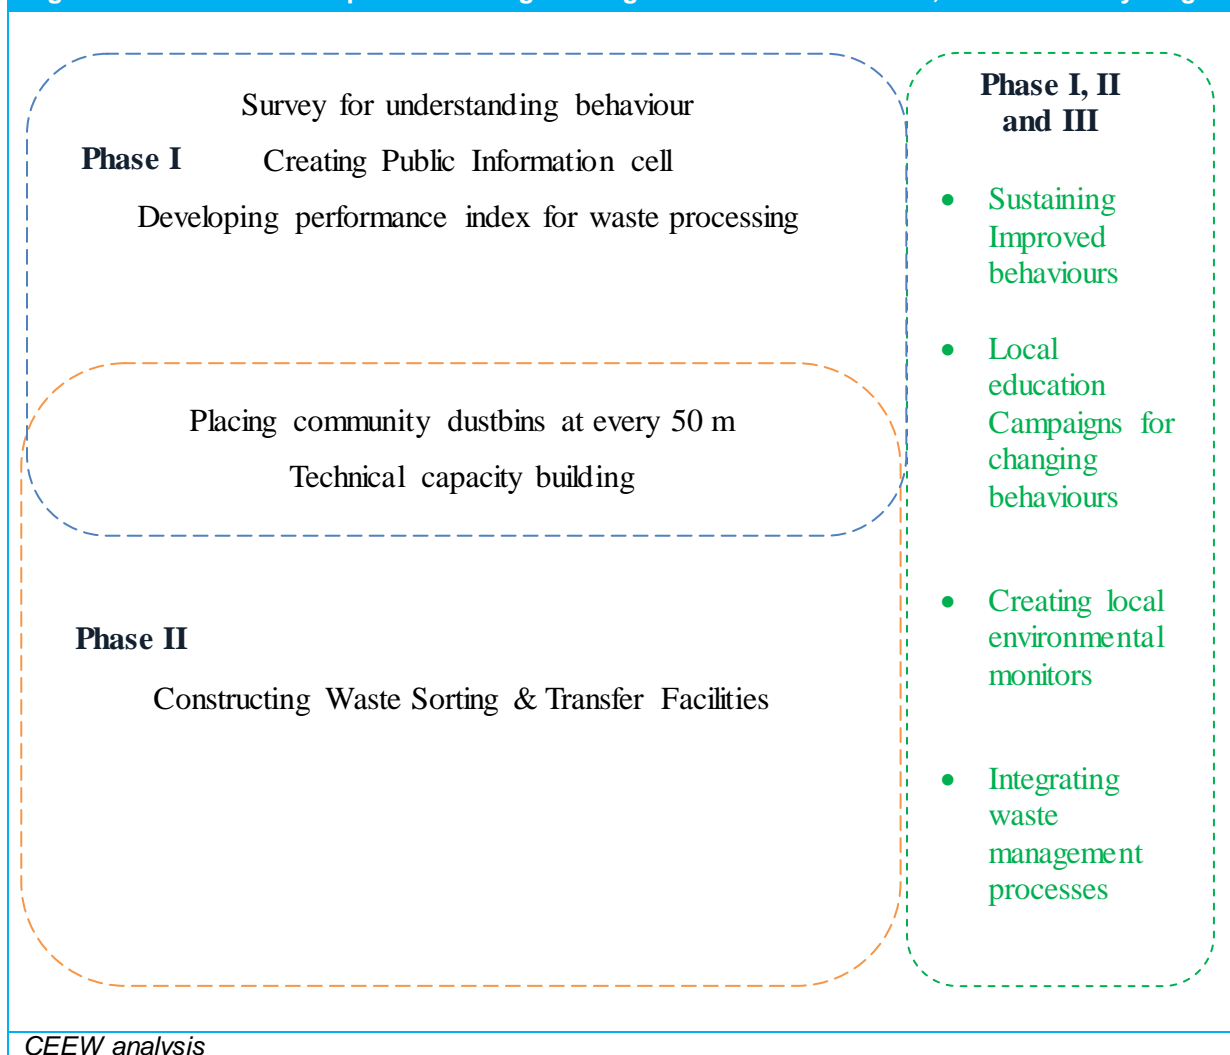 Survey for understanding behaviour
Phase I
Creating Public Information cell
Developing performance index for waste processing
Placing community dustbins at every 50 m
Technical capacity building
Phase II
Constructing Waste Sorting & Transfer Facilities
Phase I, II
and III
• Sustaining
Improved
behaviours
• Local
education
Campaigns for
changing
behaviours
• Creating local
environmental
monitors
• Integrating
waste
management
processes
CEEW analysis